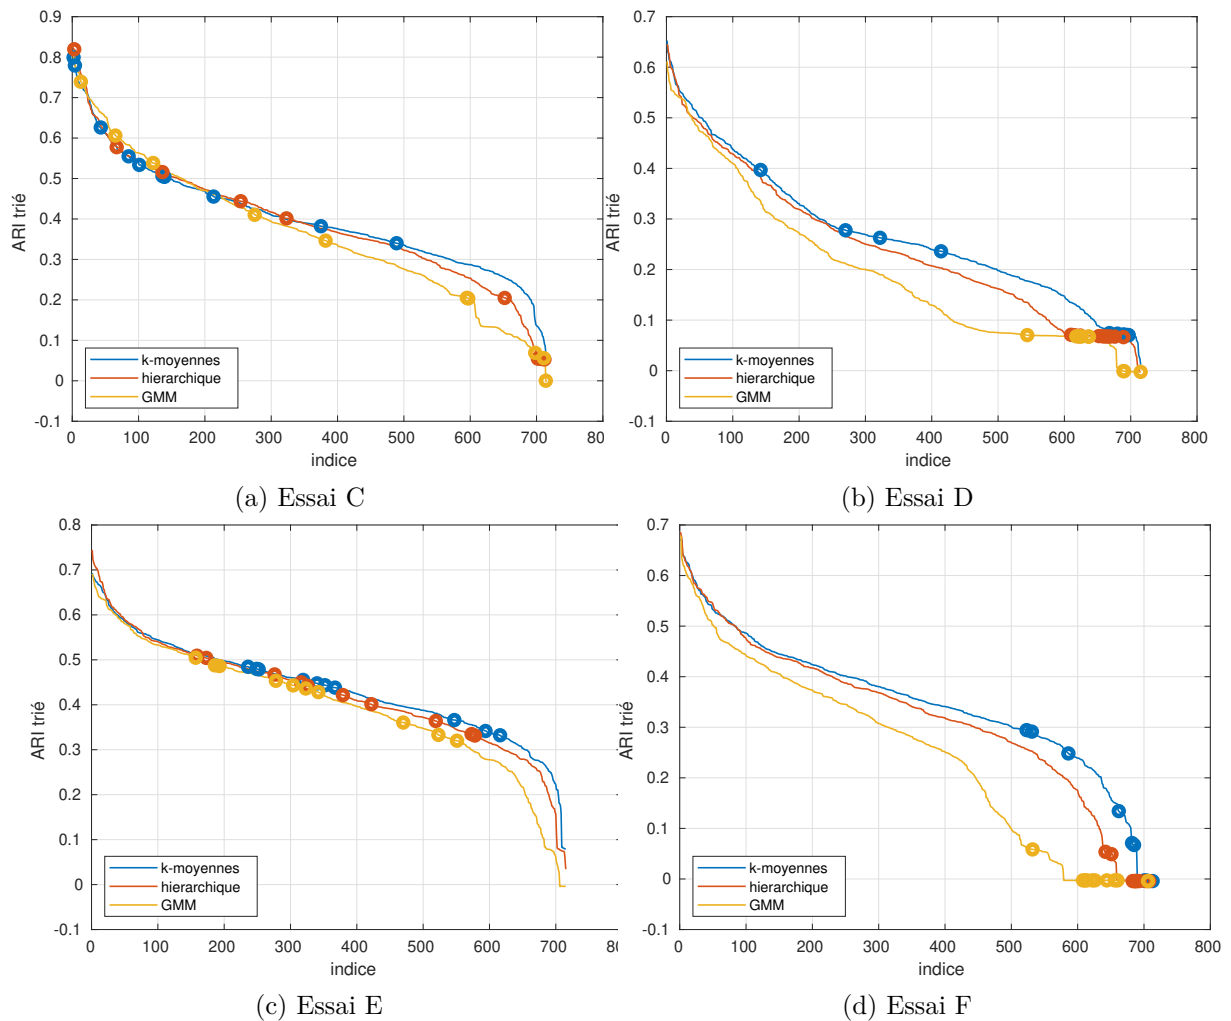 0.9
0.8
0.7
0.6
0.5
0.4
0.3
0.2
0.1
0
-0.1
ARI trié
k-moyennes
hierarchique
GMM
0 100 200 300 400 500 600 700 80
indice
(a) Essai C
0.7
0.6
0.5
0.4
0.3
0.2
0.1
0
-0.1
ARI trié
k-moyennes
hierarchique
GMM
0 100 200 300 400 500 600 700 800
indice
(b) Essai D
0.8
0.7
0.6
0.5
0.4
0.3
0.2
0.1
0
-0.1
ARI trié
k-moyennes
hierarchique
GMM
0 100 200 300 400 500 600 700
indice
(c) Essai E
0.7
0.6
0.5
0.4
0.3
0.2
0.1
0
-0.1
ARI trié
k-moyennes
hierarchique
GMM
0 100 200 300 400 500 600 700 800
indice
(d) Essai F